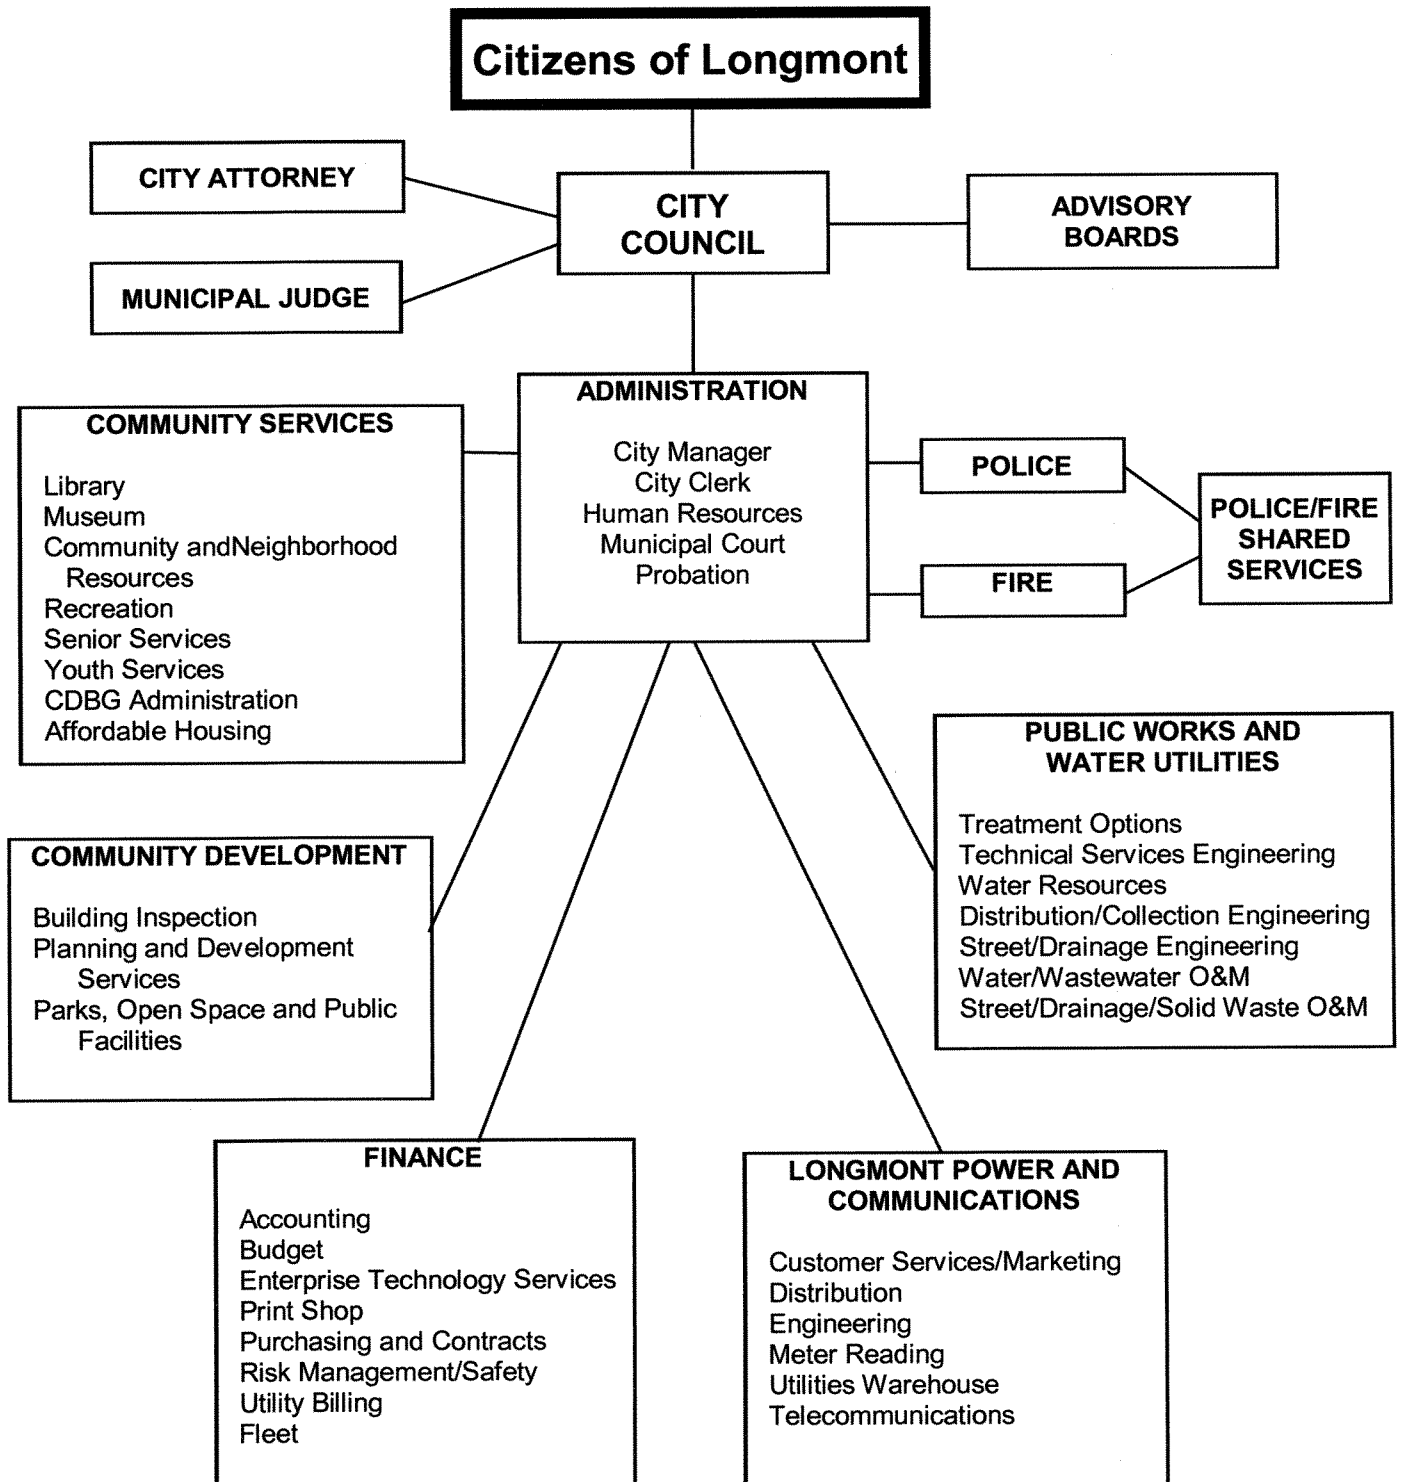 Citizens of Longmont
CITY ATTORNEY
CITY
COUNCIL
ADVISORY
BOARDS
MUNICIPAL JUDGE
ADMINISTRATION
City Manager
City Clerk
Human Resources
Municipal Court
Probation
COMMUNITY SERVICES
Library
Museum
Community andNeighborhood
Resources
Recreation
Senior Services
Youth Services
CDBG Administration
Affordable Housing
POLICE
FIRE
POLICE/FIRE
SHARED
SERVICES
PUBLIC WORKS AND
WATER UTILITIES
Treatment Options
Technical Services Engineering
Water Resources
Distribution/Collection Engineering
Street/Drainage Engineering
Water/Wastewater O&M
Street/Drainage/Solid Waste O&M
COMMUNITY DEVELOPMENT
Building Inspection
Planning and Development
Services
Parks, Open Space and Public
Facilities
FINANCE
Accounting
Budget
Enterprise Technology Services
Print Shop
Purchasing and Contracts
Risk Management/Safety
Utility Billing
Fleet
LONGMONT POWER AND
COMMUNICATIONS
Customer Services/Marketing
Distribution
Engineering
Meter Reading
Utilities Warehouse
Telecommunications